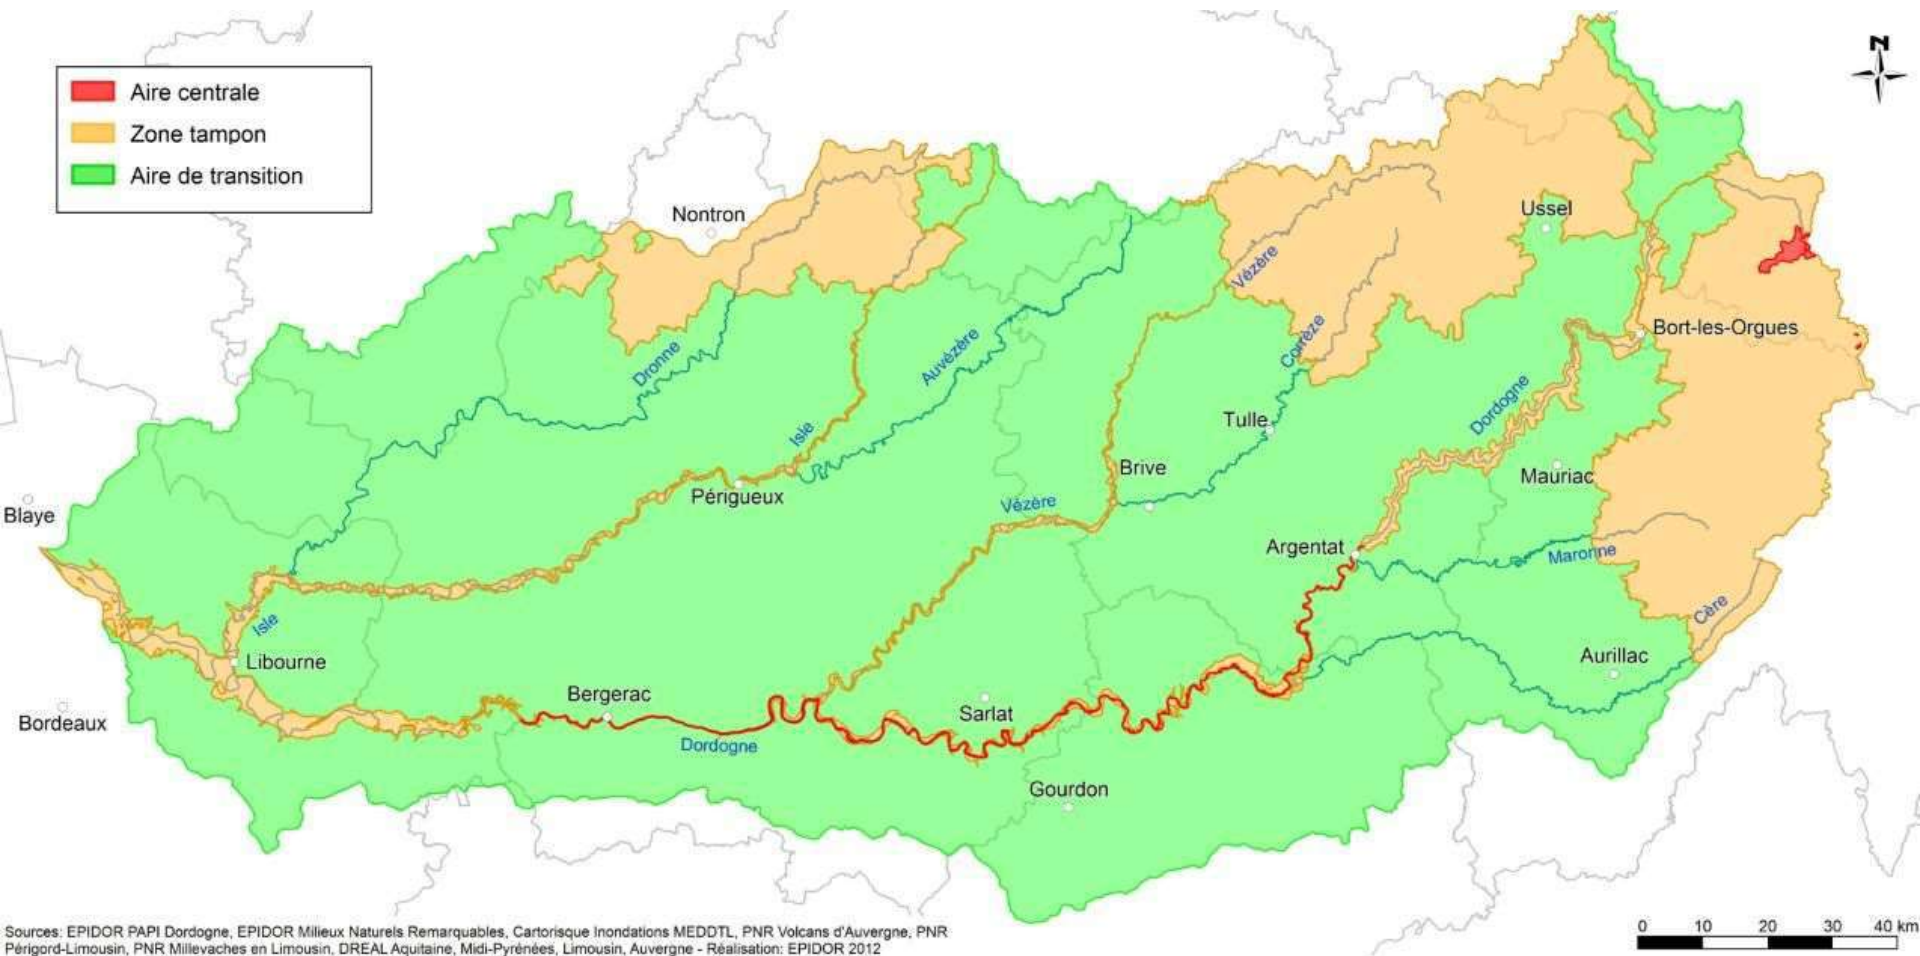 N
Aire centrale
Zone tampon
Aire de transition
Nontron
Ussel
Vézère
Bort-les-Orgues
Corrèze
Dronne
Auvézère
Dordogne
Tulle
Isle
Brive
Mauriac
Périgueux
Vézère
Blaye
Argentat
Maronne
Cère
Isle
Libourne
Aurillac
Bergerac
Sarlat
Bordeaux
Dordogne
Gourdon
0 10 20 30 40 km
Sources: EPIDOR PAPI Dordogne, EPIDOR Milieux Naturels Remarquables, Cartorisque Inondations MEDDTL, PNR Volcans d'Auvergne, PNR
Périgord-Limousin, PNR Millevaches en Limousin, DREAL Aquitaine, Midi-Pyrénées, Limousin, Auvergne - Réalisation: EPIDOR 2012